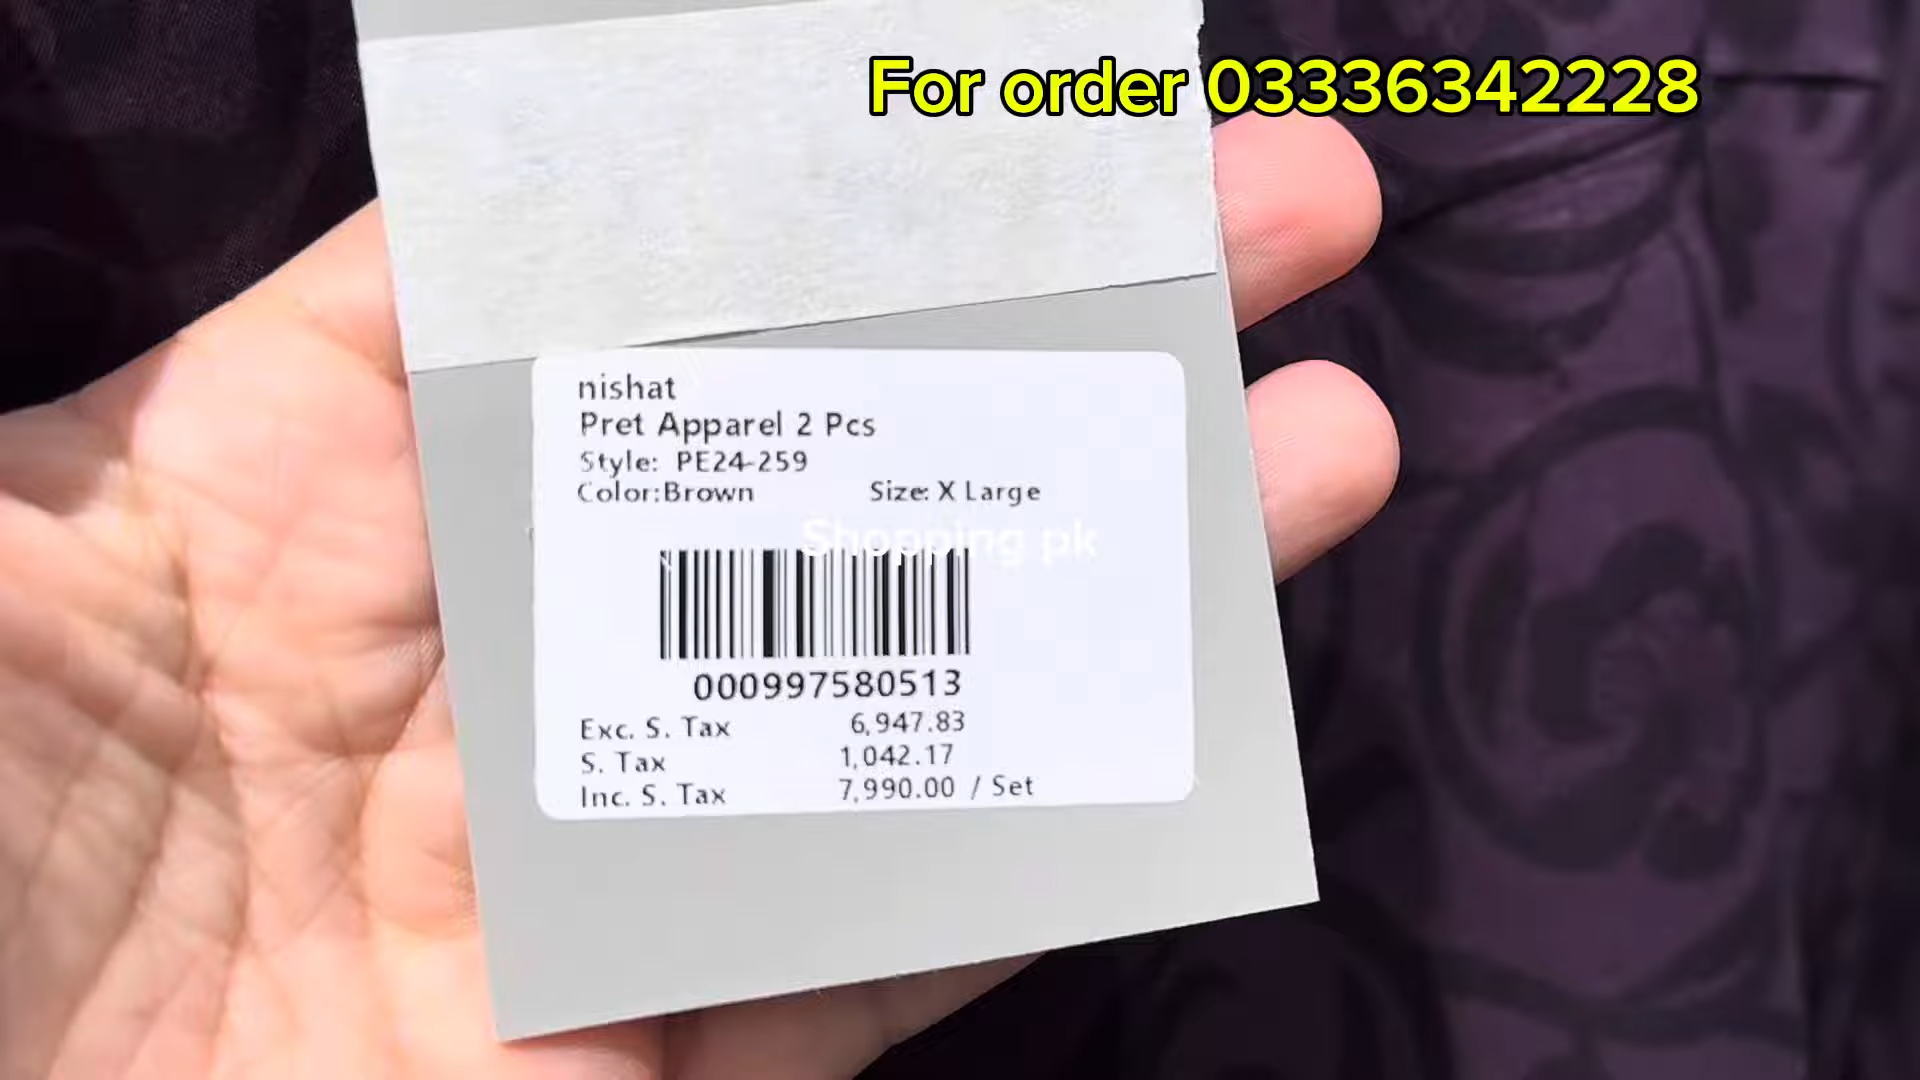 For order 03336342228
nishat
Pret Apparel 2 Pcs
Style: PE24-259
Color:Brown Size: X Large
Shopping pk
000997580513
Exc. S. Tax 6,947.83
S. Tax 1,042.17
Inc. S. Tax 7,990.00 / Set